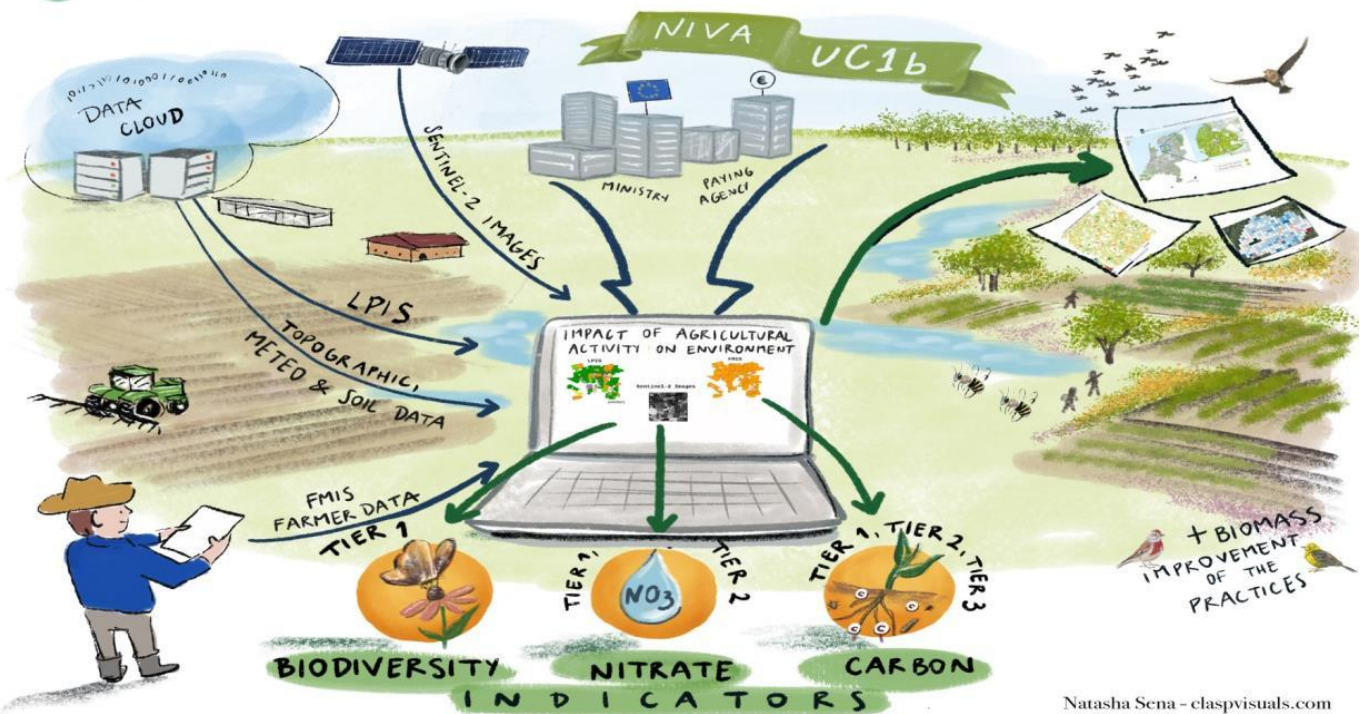 NIVA
UC1b
DATA
CLOUD
SENTINEL-2 IMAGES
MINISTRY
PAYING
AGENCY
€
LPIS
TOPOGRAPHIC,
METEO & SOIL DATA
IMPACT OF AGRICULTURAL
ACTIVITY ON ENVIRONMENT
LPIS
FMIS
Sentinel-2 Images
FMIS
FARMER DATA
TIER 1
TIER 1,
TIER 2
TIER 1, TIER 2, TIER 3
NO3
C
C
C
C
C
+ BIOMASS
IMPROVEMENT
OF THE
PRACTICES
BIODIVERSITY
NITRATE
CARBON
INDICATORS
Natasha Sena - claspvisuals.com